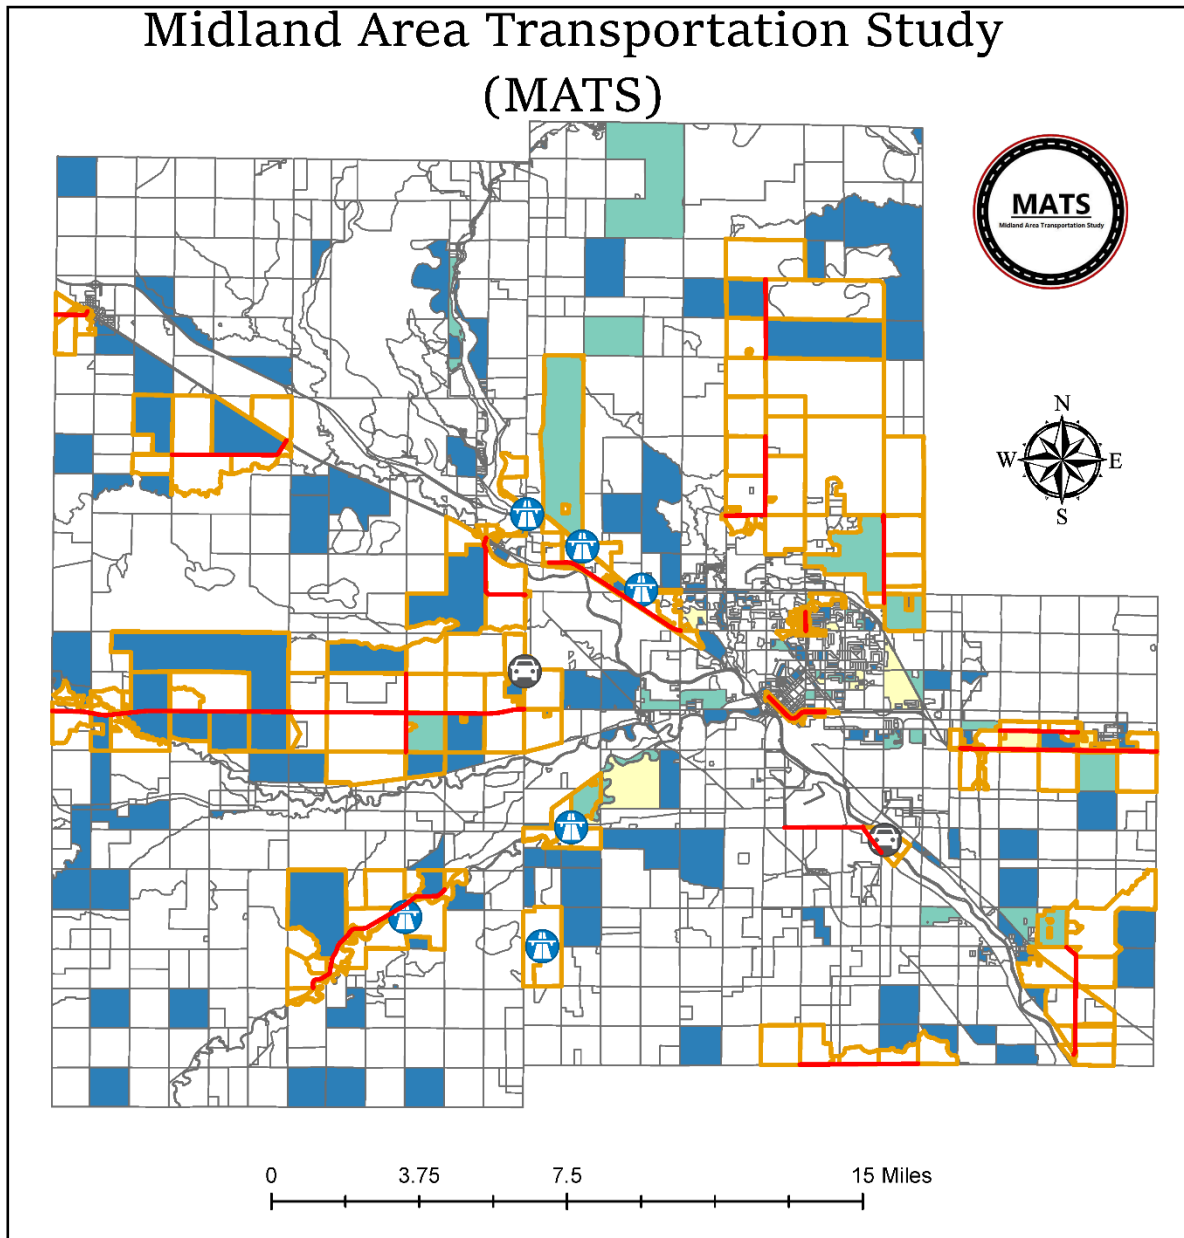 Midland Area Transportation Study
(MATS)
MATS
Midland Area Transportation Study
N
W E
S
0 3.75 7.5 15 Miles